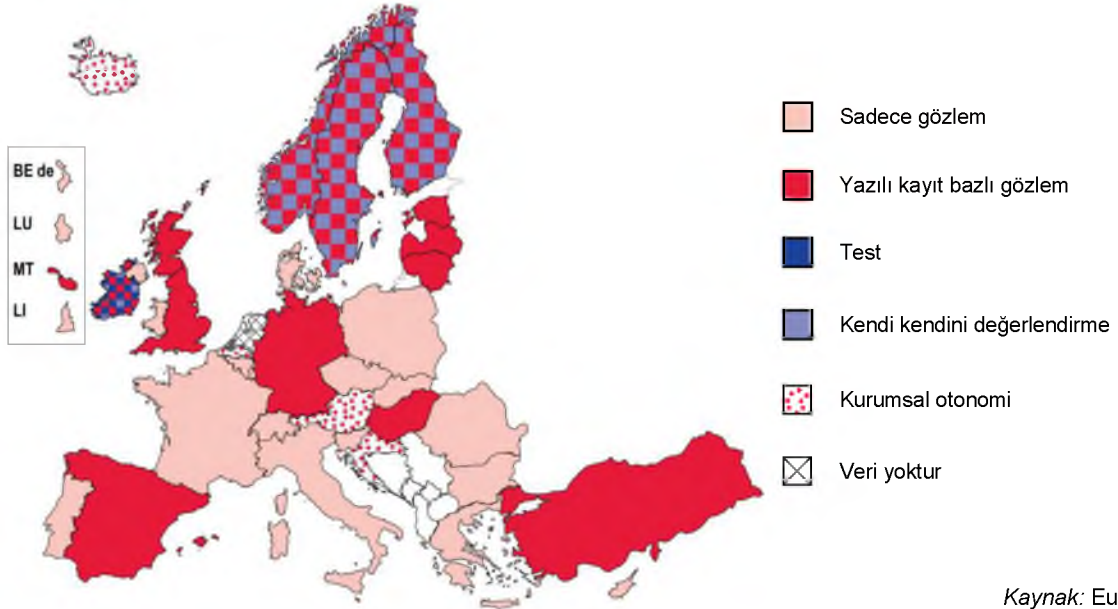 BE de
LU
MT
LI
Sadece gözlem
Yazılı kayıt bazlı gözlem
Test
Kendi kendini değerlendirme
Kurumsal otonomi
Veri yoktur
Kaynak: Eu